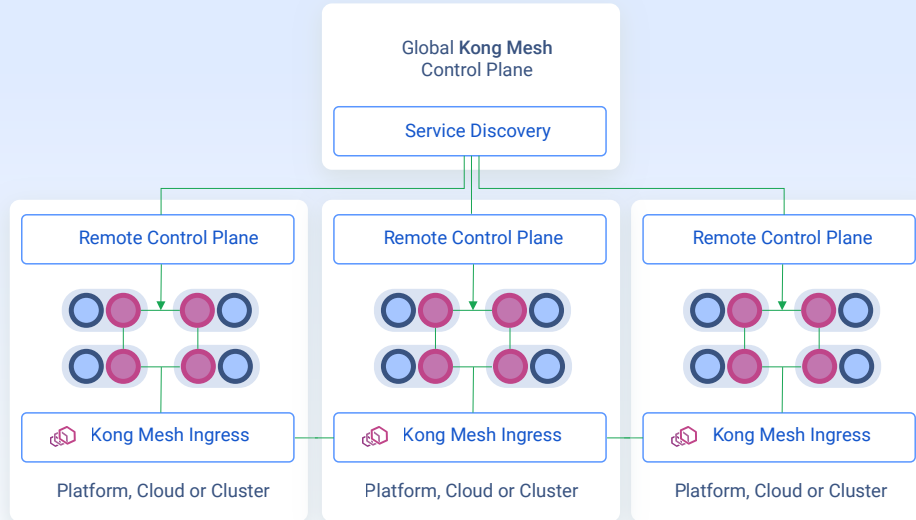 Global Kong Mesh
Control Plane
Service Discovery
Remote Control Plane
Remote Control Plane
Remote Control Plane
Kong Mesh Ingress
Kong Mesh Ingress
Kong Mesh Ingress
Platform, Cloud or Cluster
Platform, Cloud or Cluster
Platform, Cloud or Cluster